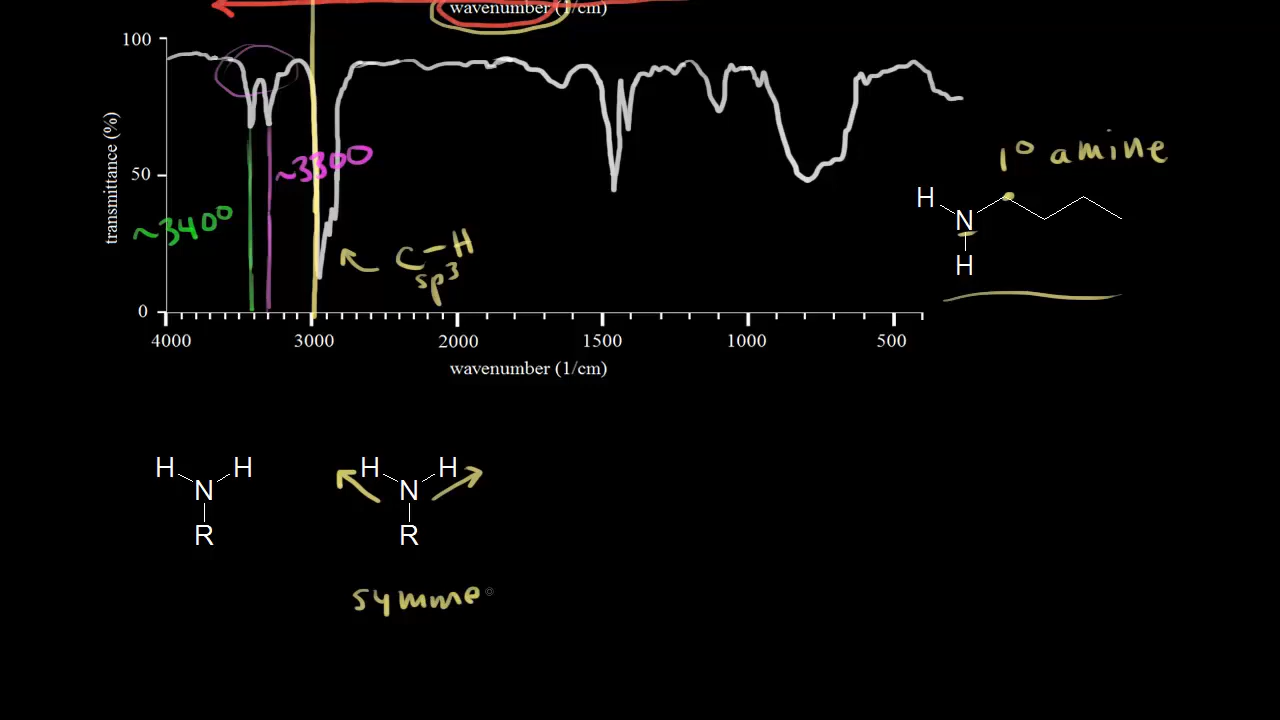 wavenumber (1/cm)
100
50
0
transmittance (%)
~3400
~3300
C-H
sp3
4000 3000 2000 1500 1000 500
wavenumber (1/cm)
1° amine
H
N
H
H H
N
R
H H
N
R
symme